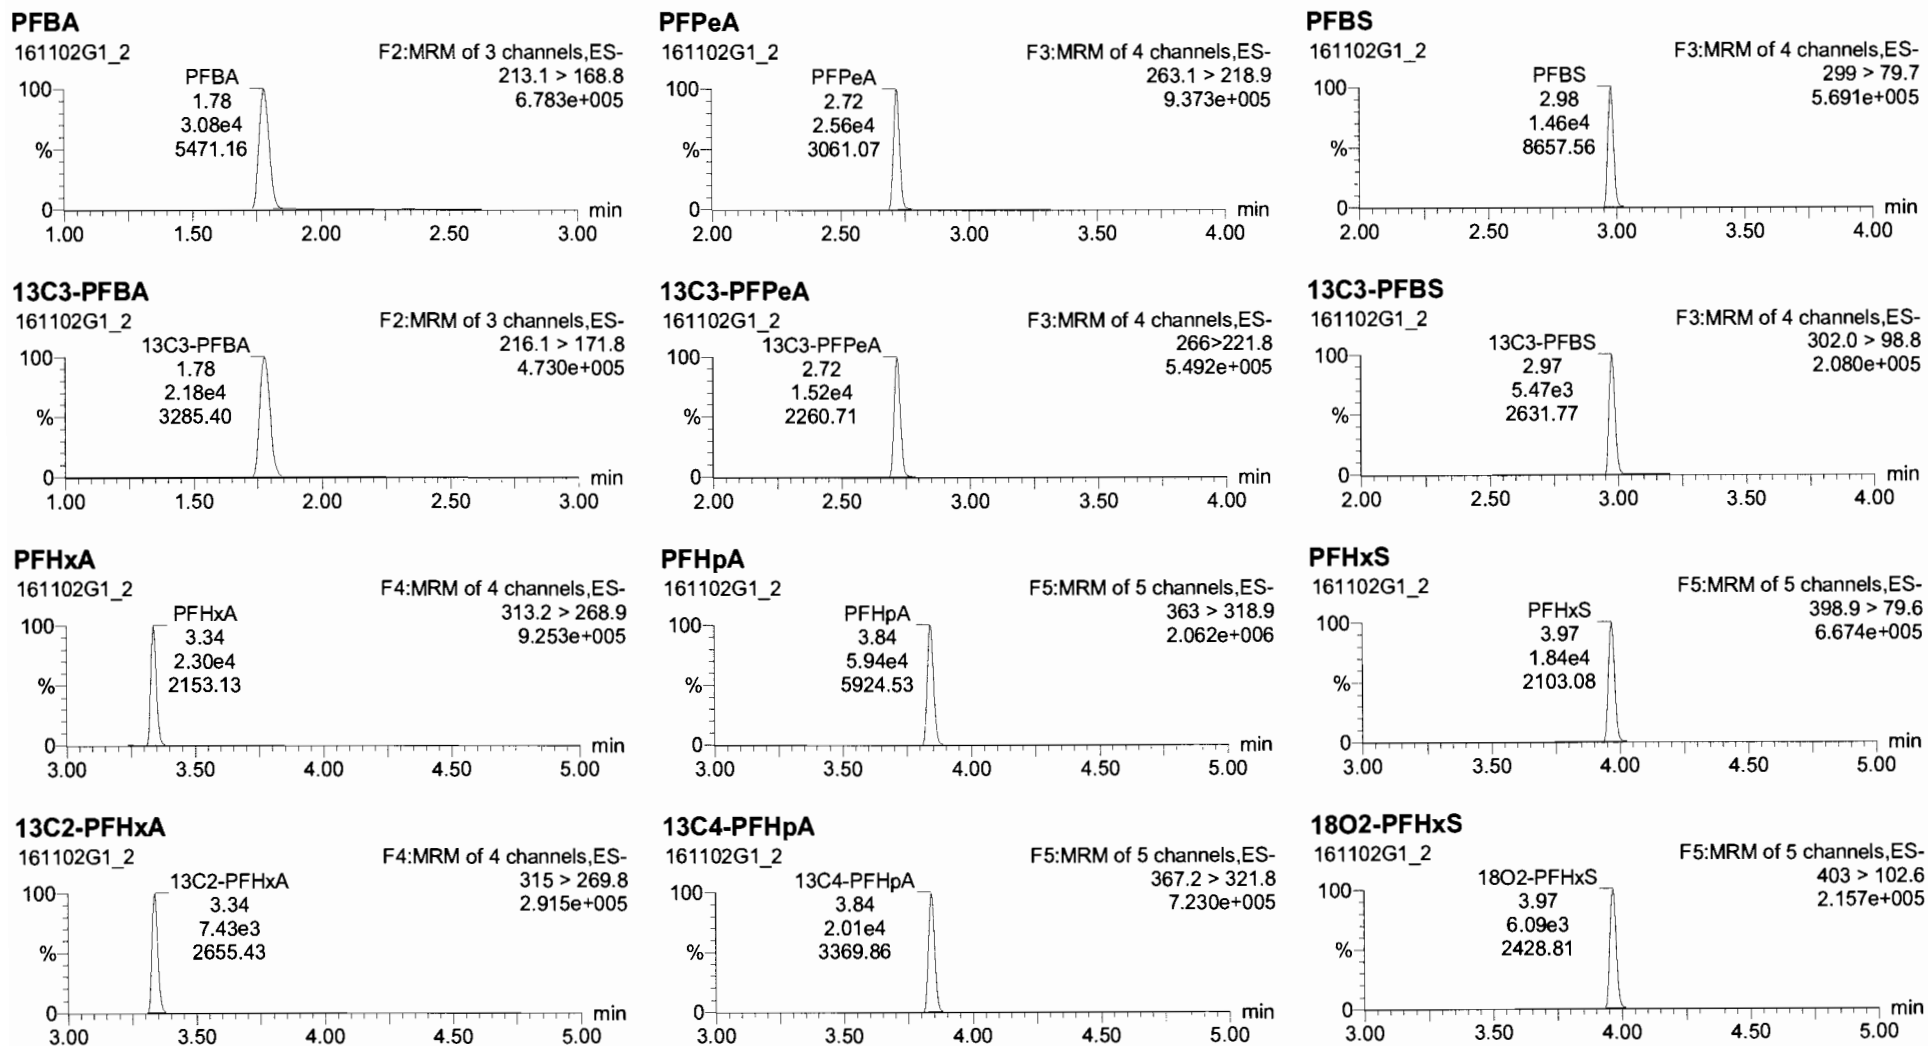 PFBA
161102G1_2
F2:MRM of 3 channels,ES-
213.1 > 168.8
6.783e+005
PFBA
1.78
3.08e4
5471.16
100
%
0
min
1.00 1.50 2.00 2.50 3.00
PFPeA
161102G1_2
F3:MRM of 4 channels,ES-
263.1 > 218.9
9.373e+005
PFPeA
2.72
2.56e4
3061.07
100
%
0
min
2.00 2.50 3.00 3.50 4.00
PFBS
161102G1_2
F3:MRM of 4 channels,ES-
299 > 79.7
5.691e+005
PFBS
2.98
1.46e4
8657.56
100
%
0
min
2.00 2.50 3.00 3.50 4.00
13C3-PFBA
161102G1_2
F2:MRM of 3 channels,ES-
216.1 > 171.8
4.730e+005
13C3-PFBA
1.78
2.18e4
3285.40
100
%
0
min
1.00 1.50 2.00 2.50 3.00
13C3-PFPeA
161102G1_2
F3:MRM of 4 channels,ES-
266>221.8
5.492e+005
13C3-PFPeA
2.72
1.52e4
2260.71
100
%
0
min
2.00 2.50 3.00 3.50 4.00
13C3-PFBS
161102G1_2
F3:MRM of 4 channels,ES-
302.0 > 98.8
2.080e+005
13C3-PFBS
2.97
5.47e3
2631.77
100
%
0
min
2.00 2.50 3.00 3.50 4.00
PFHxA
161102G1_2
F4:MRM of 4 channels,ES-
313.2 > 268.9
9.253e+005
PFHxA
3.34
2.30e4
2153.13
100
%
0
min
3.00 3.50 4.00 4.50 5.00
PFHpA
161102G1_2
F5:MRM of 5 channels,ES-
363 > 318.9
2.062e+006
PFHpA
3.84
5.94e4
5924.53
100
%
0
min
3.00 3.50 4.00 4.50 5.00
PFHxS
161102G1_2
F5:MRM of 5 channels,ES-
398.9 > 79.6
6.674e+005
PFHxS
3.97
1.84e4
2103.08
100
%
0
min
3.00 3.50 4.00 4.50 5.00
13C2-PFHxA
161102G1_2
F4:MRM of 4 channels,ES-
315 > 269.8
2.915e+005
13C2-PFHxA
3.34
7.43e3
2655.43
100
%
0
min
3.00 3.50 4.00 4.50 5.00
13C4-PFHpA
161102G1_2
F5:MRM of 5 channels,ES-
367.2 > 321.8
7.230e+005
13C4-PFHpA
3.84
2.01e4
3369.86
100
%
0
min
3.00 3.50 4.00 4.50 5.00
18O2-PFHxS
161102G1_2
F5:MRM of 5 channels,ES-
403 > 102.6
2.157e+005
18O2-PFHxS
3.97
6.09e3
2428.81
100
%
0
min
3.00 3.50 4.00 4.50 5.00